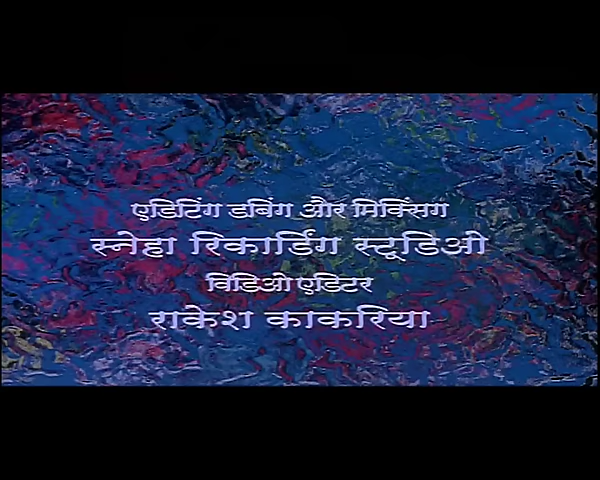 एडिटिंग डबिंग और मिक्सिंग
स्नेहा रिकार्डिंग स्टूडिओ
विडिओ एडिटर
राकेश काकरिया